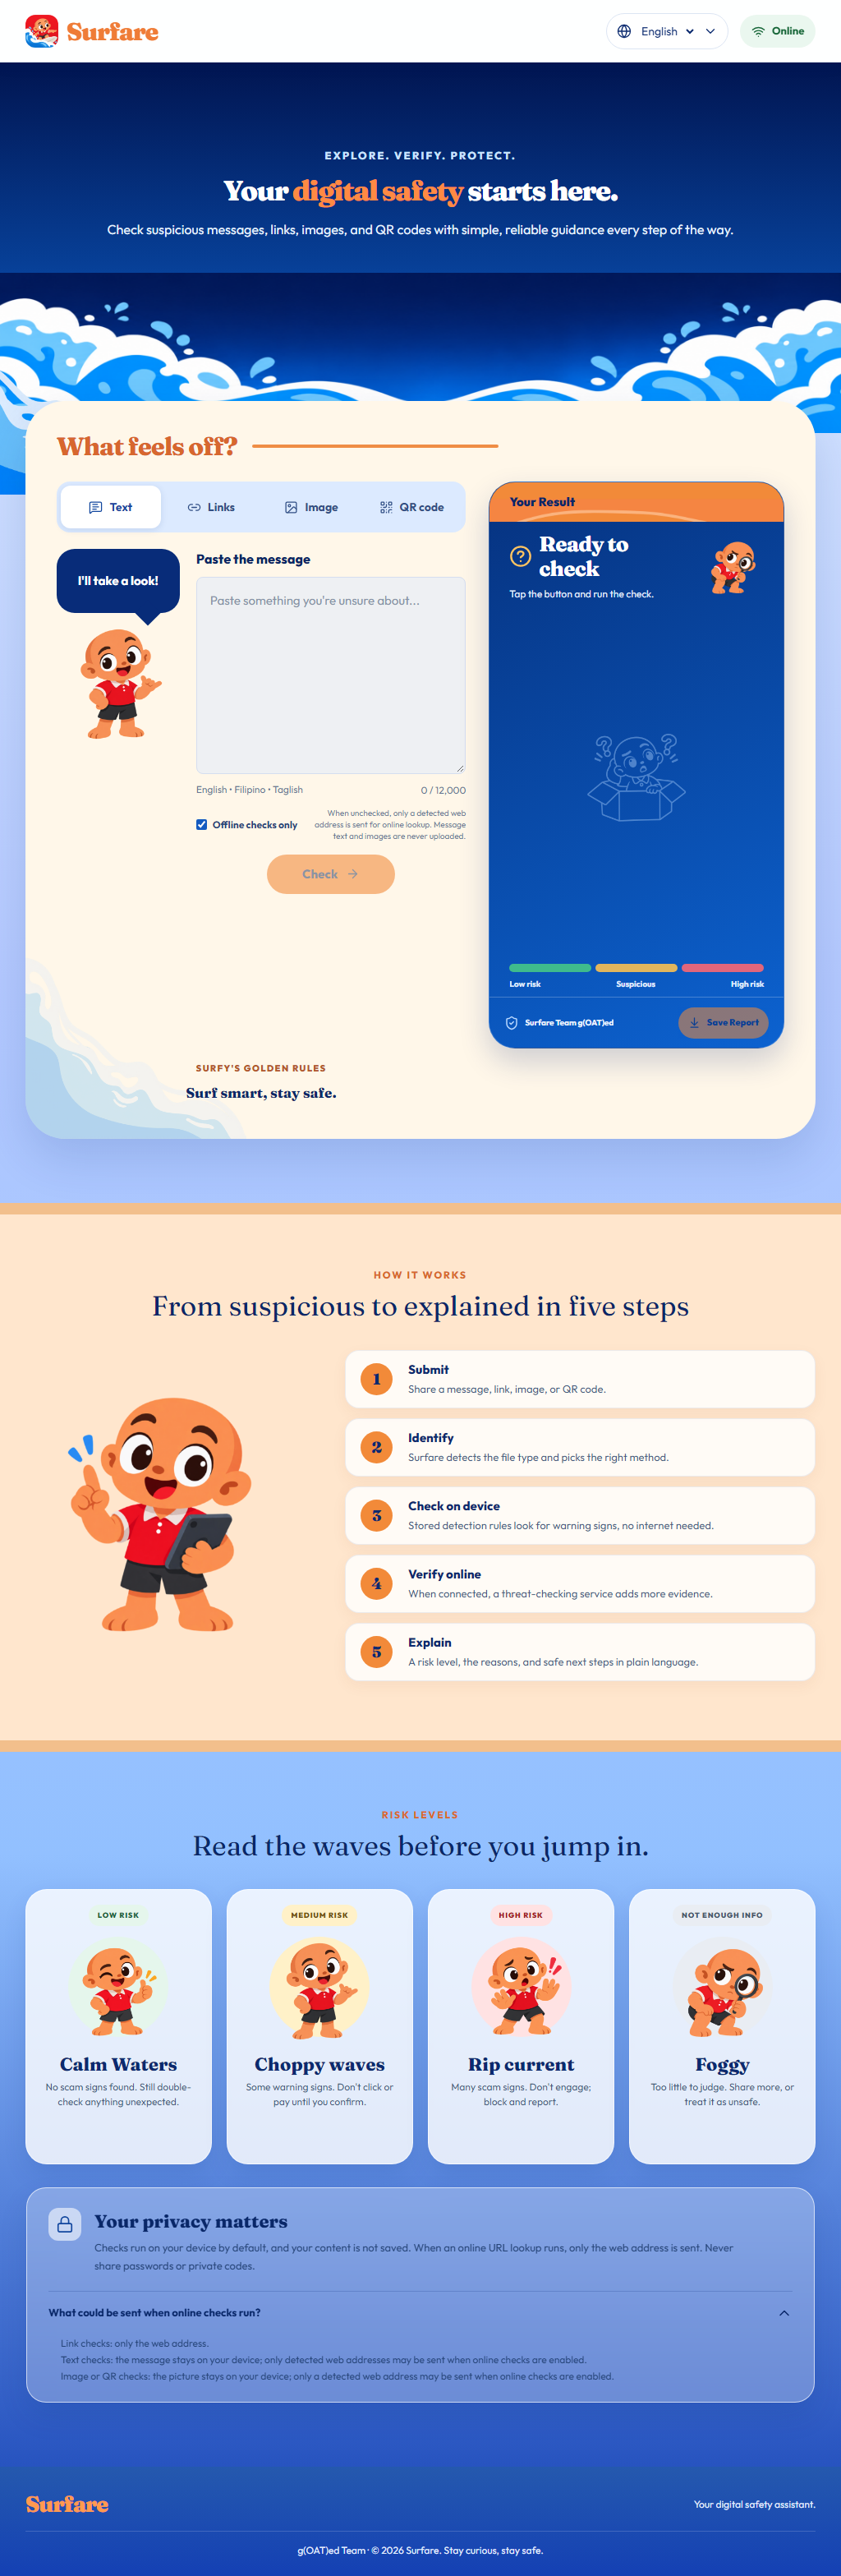 Surfare
English
Online
EXPLORE. VERIFY. PROTECT.
Your digital safety starts here.
Check suspicious messages, links, images, and QR codes with simple, reliable guidance every step of the way.
What feels off?
Text
Links
Image
QR code
I'll take a look!
Paste the message
Paste something you're unsure about...
English • Filipino • Taglish
0 / 12,000
Offline checks only
When unchecked, only a detected web
address is sent for online lookup. Message
text and images are never uploaded.
Check
SURFY'S GOLDEN RULES
Surf smart, stay safe.
Your Result
Ready to
check
Tap the button and run the check.
Low risk
Suspicious
High risk
Surfare Team g(OAT)ed
Save Report
HOW IT WORKS
From suspicious to explained in five steps
1
Submit
Share a message, link, image, or QR code.
2
Identify
Surfare detects the file type and picks the right method.
3
Check on device
Stored detection rules look for warning signs, no internet needed.
4
Verify online
When connected, a threat-checking service adds more evidence.
5
Explain
A risk level, the reasons, and safe next steps in plain language.
RISK LEVELS
Read the waves before you jump in.
LOW RISK
Calm Waters
No scam signs found. Still double-
check anything unexpected.
MEDIUM RISK
Choppy waves
Some warning signs. Don't click or
pay until you confirm.
HIGH RISK
Rip current
Many scam signs. Don't engage;
block and report.
NOT ENOUGH INFO
Foggy
Too little to judge. Share more, or
treat it as unsafe.
Your privacy matters
Checks run on your device by default, and your content is not saved. When an online URL lookup runs, only the web address is sent. Never
share passwords or private codes.
What could be sent when online checks run?
Link checks: only the web address.
Text checks: the message stays on your device; only detected web addresses may be sent when online checks are enabled.
Image or QR checks: the picture stays on your device; only a detected web address may be sent when online checks are enabled.
Surfare
Your digital safety assistant.
g(OAT)ed Team · © 2026 Surfare. Stay curious, stay safe.